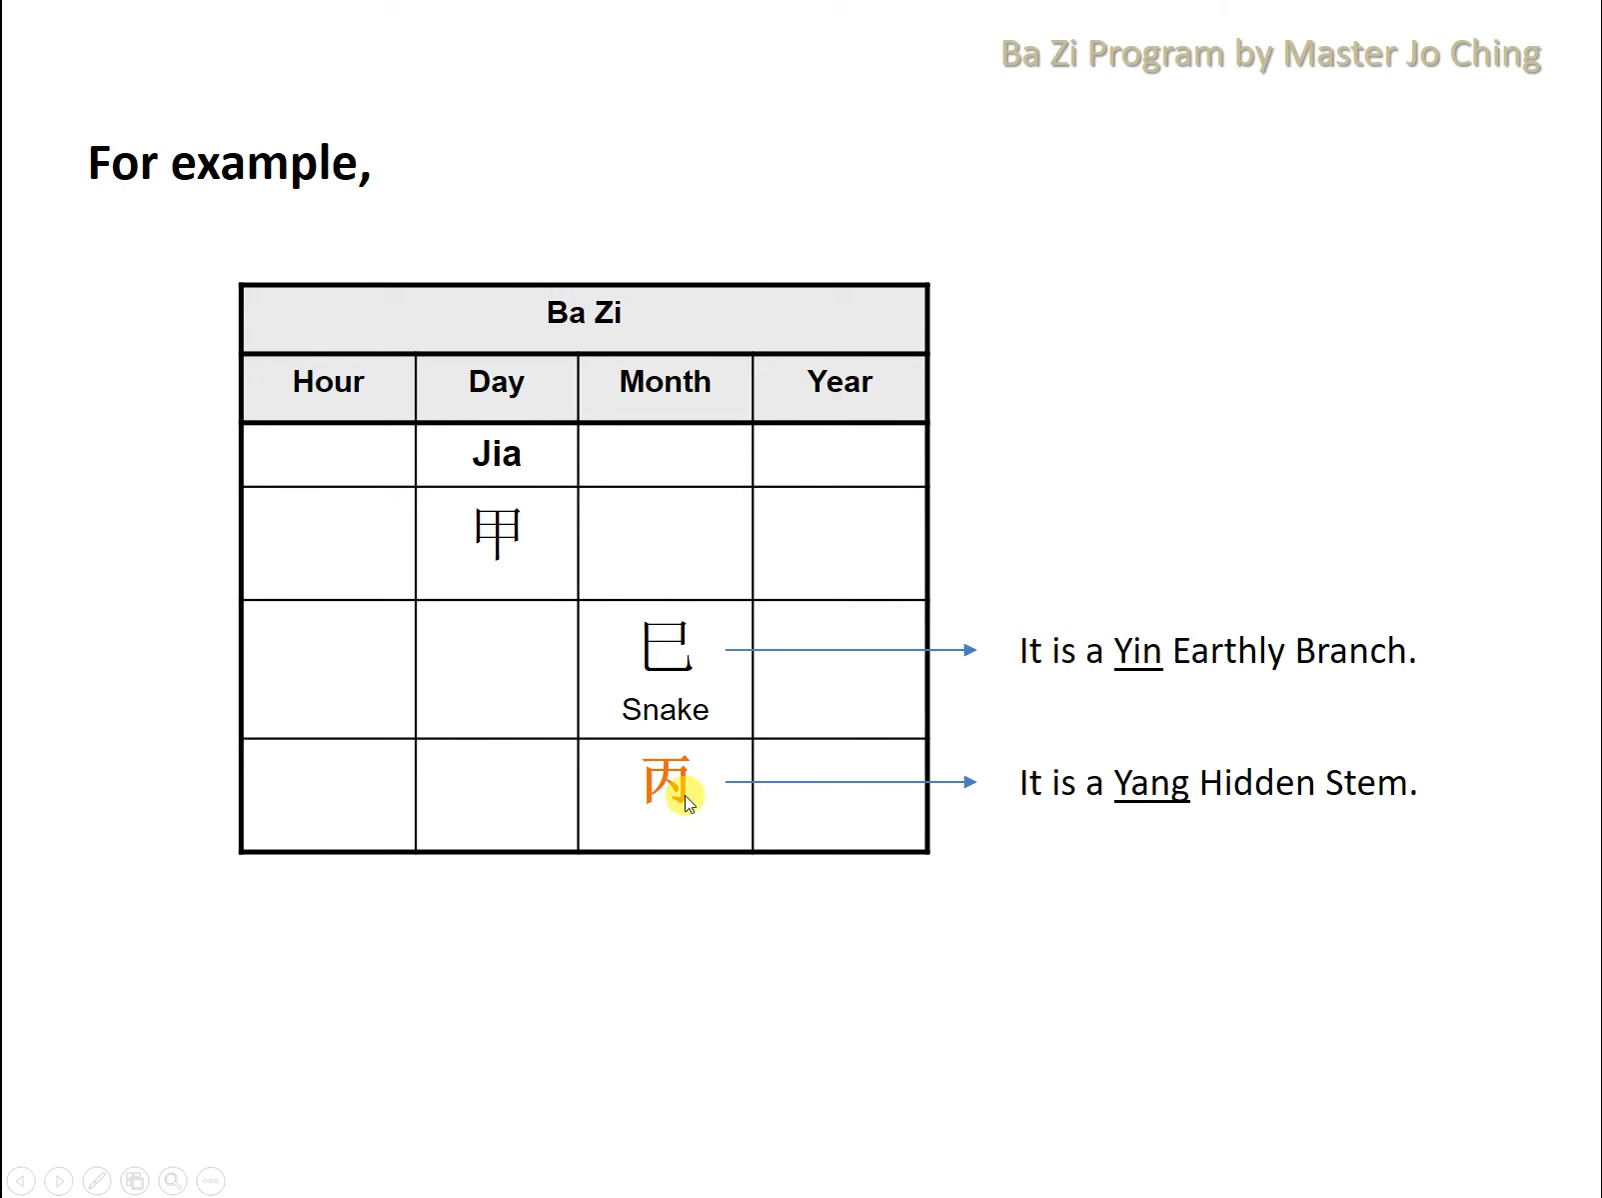 Ba Zi Program by Master Jo Ching
For example,
Ba Zi
Hour Day Month Year
Jia
甲
巳
Snake
It is a Yin Earthly Branch.
丙
It is a Yang Hidden Stem.